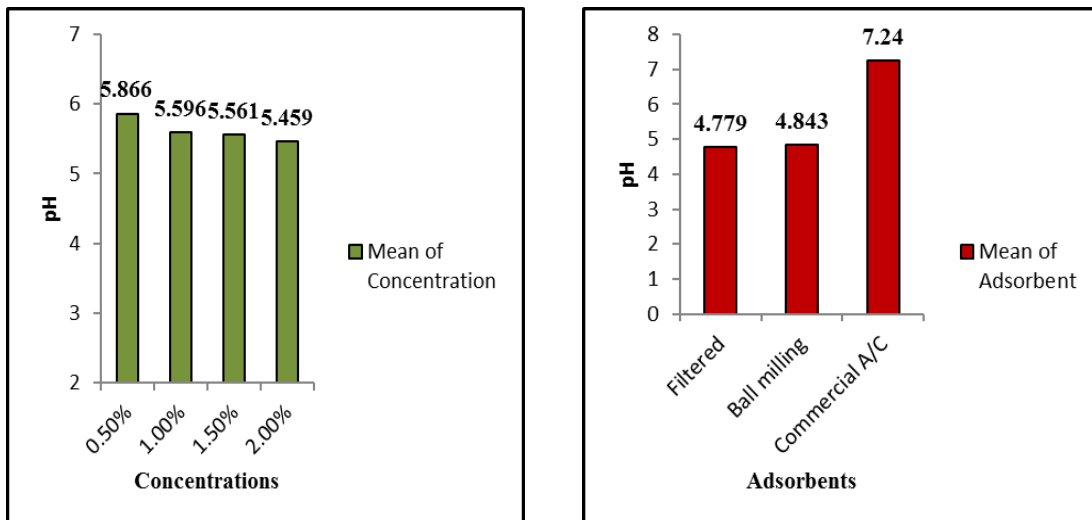 7
6
5
4
3
2
pH
5.866
5.596
5.561
5.459
0.50%
1.00%
1.50%
2.00%
Concentrations
Mean of
Concentration
8
7
6
5
4
3
2
1
0
pH
4.779
4.843
7.24
Filtered
Ball milling
Commercial A/C
Adsorbents
Mean of
Adsorbent